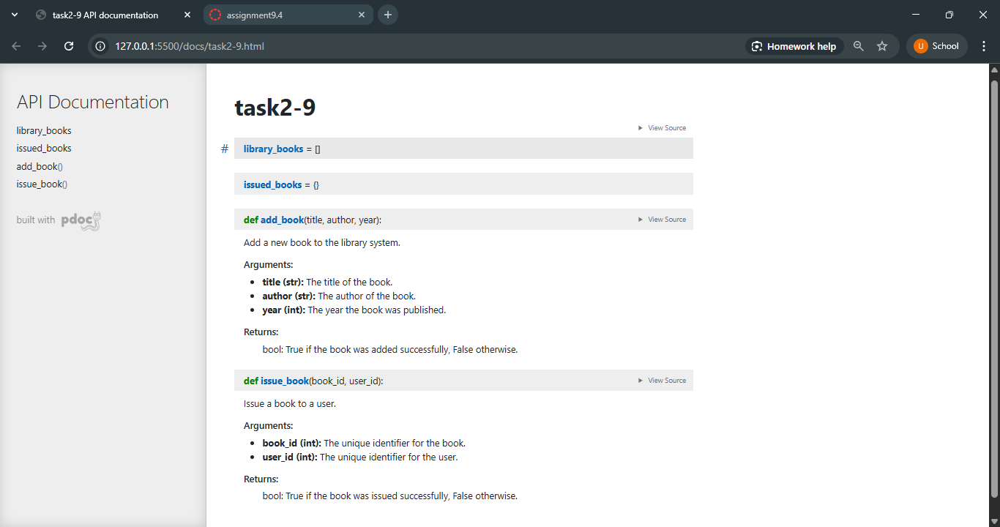 task2-9 API documentation
assignment9.4
127.0.0.1:5500/docs/task2-9.html
Homework help
U
School
API Documentation
library_books
issued_books
add_book()
issue_book()
built with pdoc
task2-9
View Source
# library_books = []
issued_books = {}
def add_book(title, author, year):
View Source
Add a new book to the library system.
Arguments:
• title (str): The title of the book.
• author (str): The author of the book.
• year (int): The year the book was published.
Returns:
bool: True if the book was added successfully, False otherwise.
def issue_book(book_id, user_id):
View Source
Issue a book to a user.
Arguments:
• book_id (int): The unique identifier for the book.
• user_id (int): The unique identifier for the user.
Returns:
bool: True if the book was issued successfully, False otherwise.